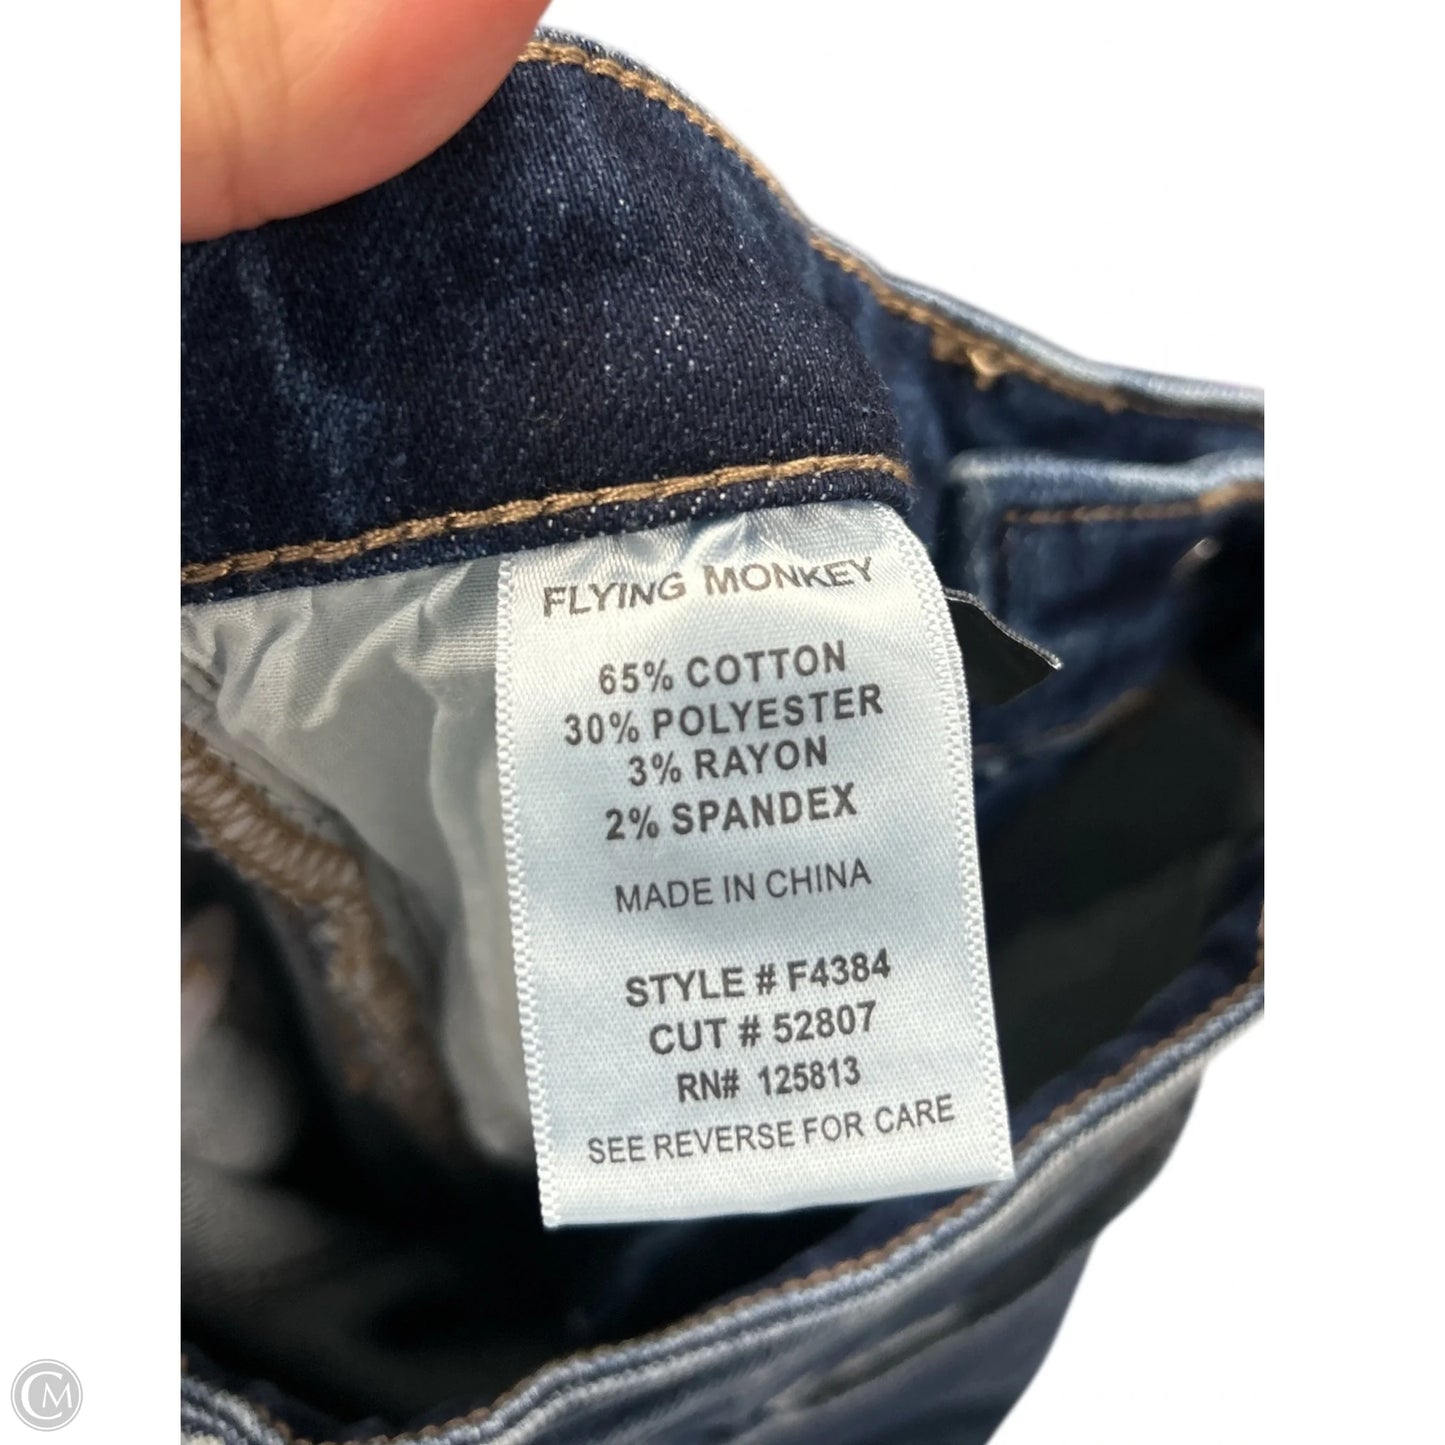 FLYING MONKEY
65% COTTON
30% POLYESTER
3% RAYON
2% SPANDEX
MADE IN CHINA
STYLE # F4384
CUT # 52807
RN# 125813
SEE REVERSE FOR CARE
CM